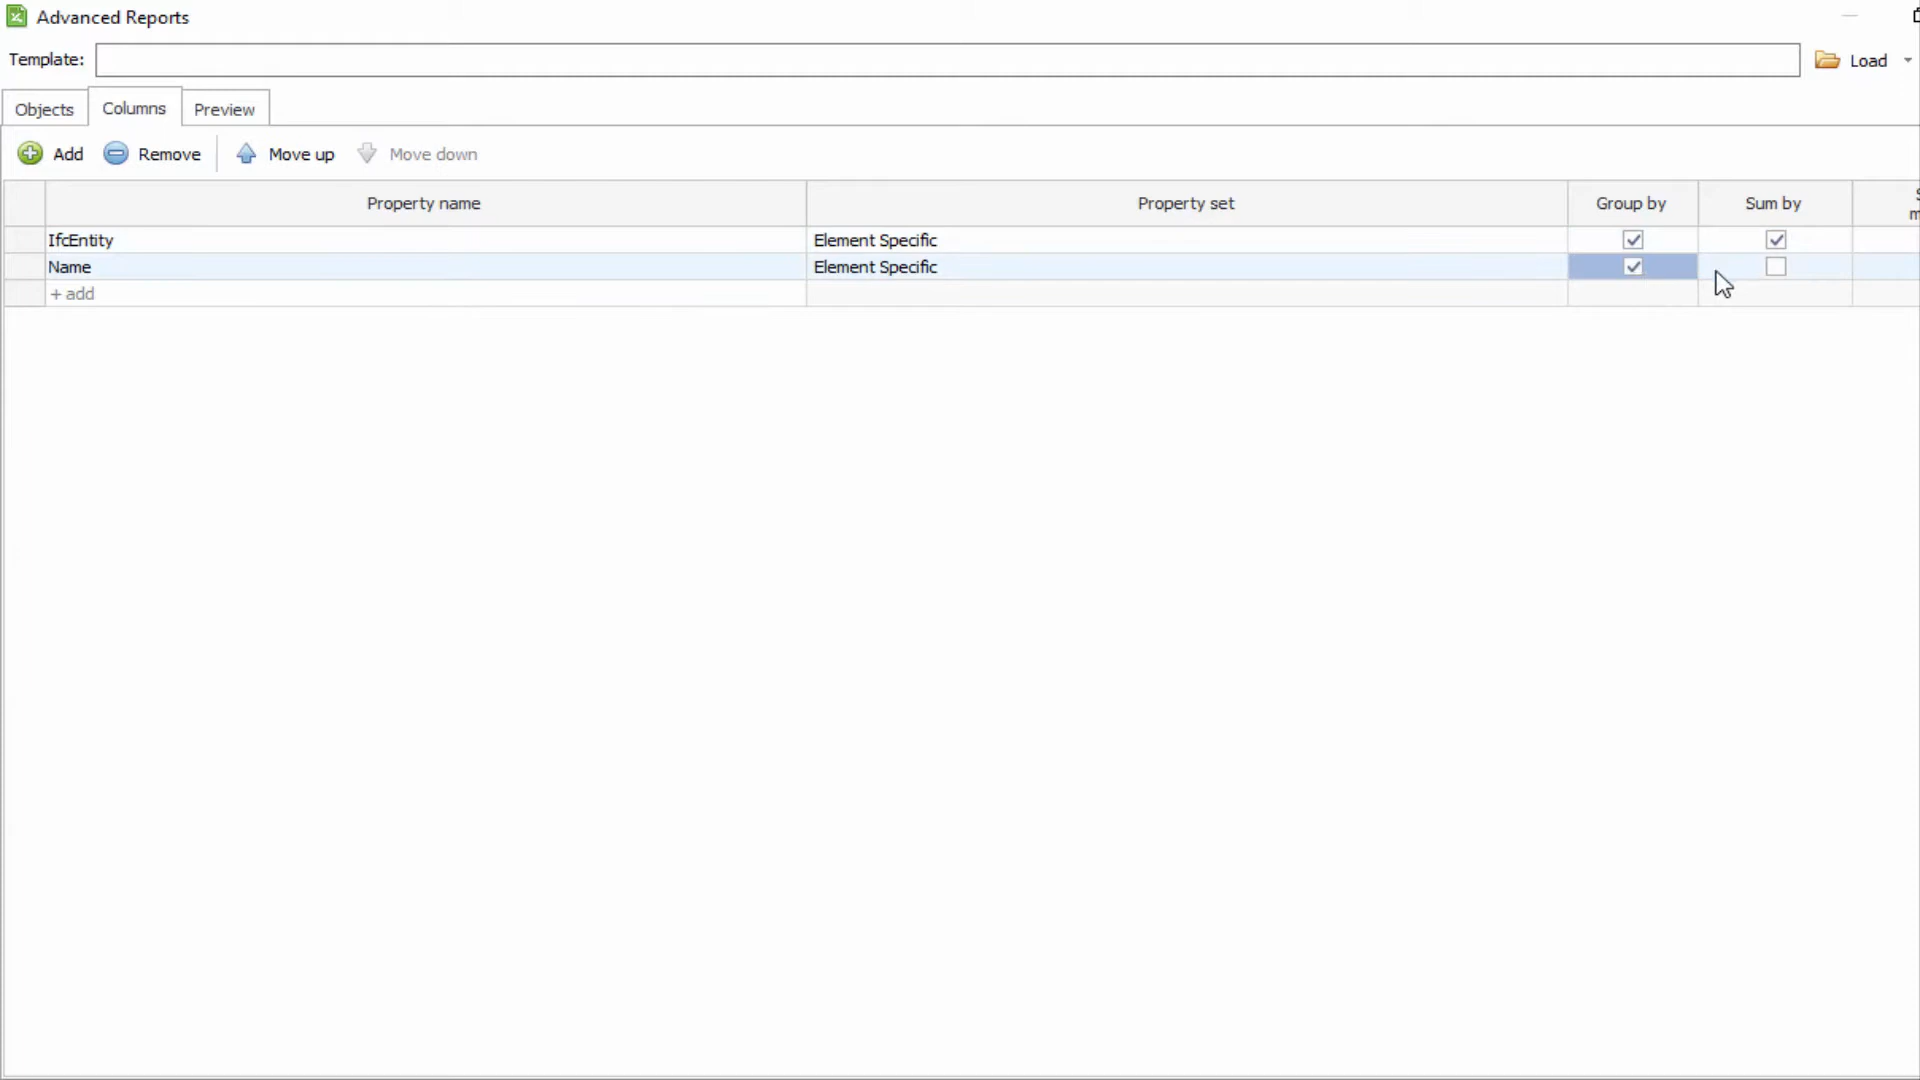 Advanced Reports
Template: Load
Objects Columns Preview
Add Remove Move up Move down
Property name Property set Group by Sum by
IfcEntity Element Specific
Name Element Specific
+ add